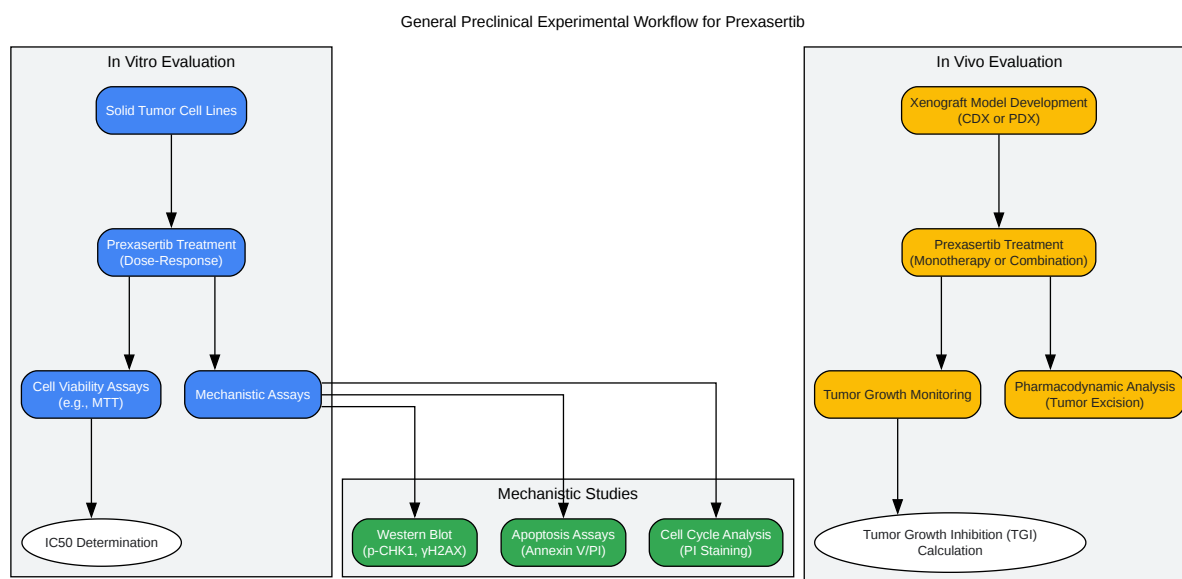 General Preclinical Experimental Workflow for Prexasertib
In Vitro Evaluation
Solid Tumor Cell Lines
Prexasertib Treatment
(Dose-Response)
Cell Viability Assays
(e.g., MTT)
Mechanistic Assays
IC50 Determination
Mechanistic Studies
Western Blot
(p-CHK1, γH2AX)
Apoptosis Assays
(Annexin V/PI)
Cell Cycle Analysis
(PI Staining)
In Vivo Evaluation
Xenograft Model Development
(CDX or PDX)
Prexasertib Treatment
(Monotherapy or Combination)
Tumor Growth Monitoring
Pharmacodynamic Analysis
(Tumor Excision)
Tumor Growth Inhibition (TGI)
Calculation